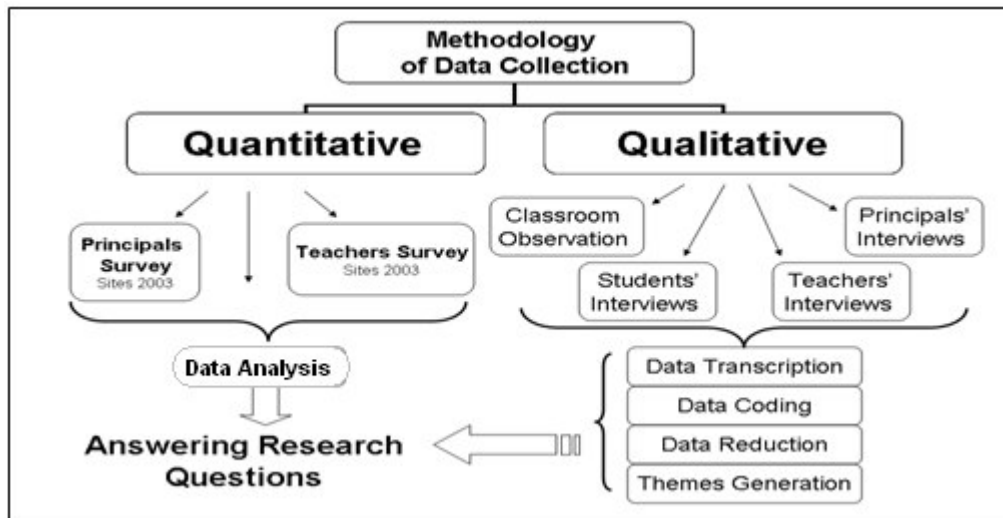 Methodology
of Data Collection
Quantitative
Qualitative
Principals
Survey
Sites 2003
Teachers Survey
Sites 2003
Classroom
Observation
Students'
Interviews
Teachers'
Interviews
Principals'
Interviews
Data Analysis
Data Transcription
Data Coding
Data Reduction
Themes Generation
Answering Research
Questions